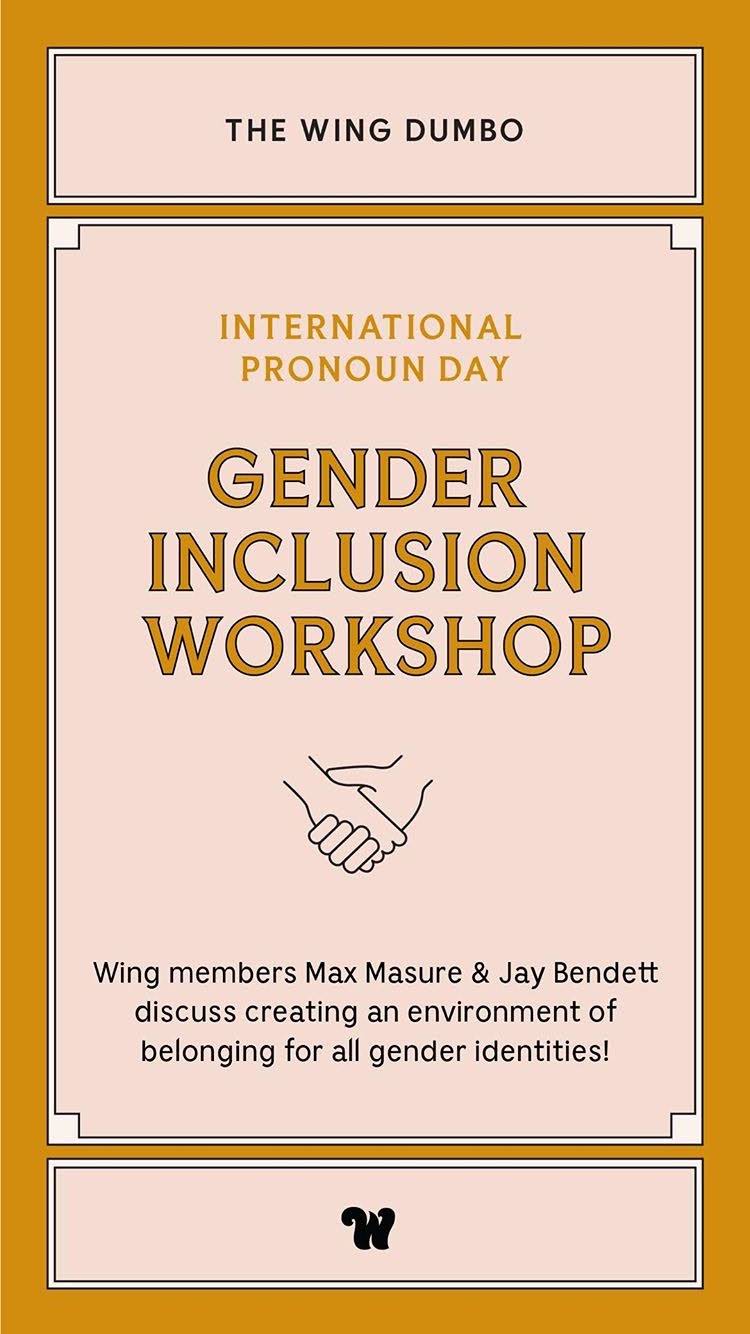 THE WING DUMBO
INTERNATIONAL
PRONOUN DAY
GENDER
INCLUSION
WORKSHOP
Wing members Max Masure & Jay Bendett
discuss creating an environment of
belonging for all gender identities!
W